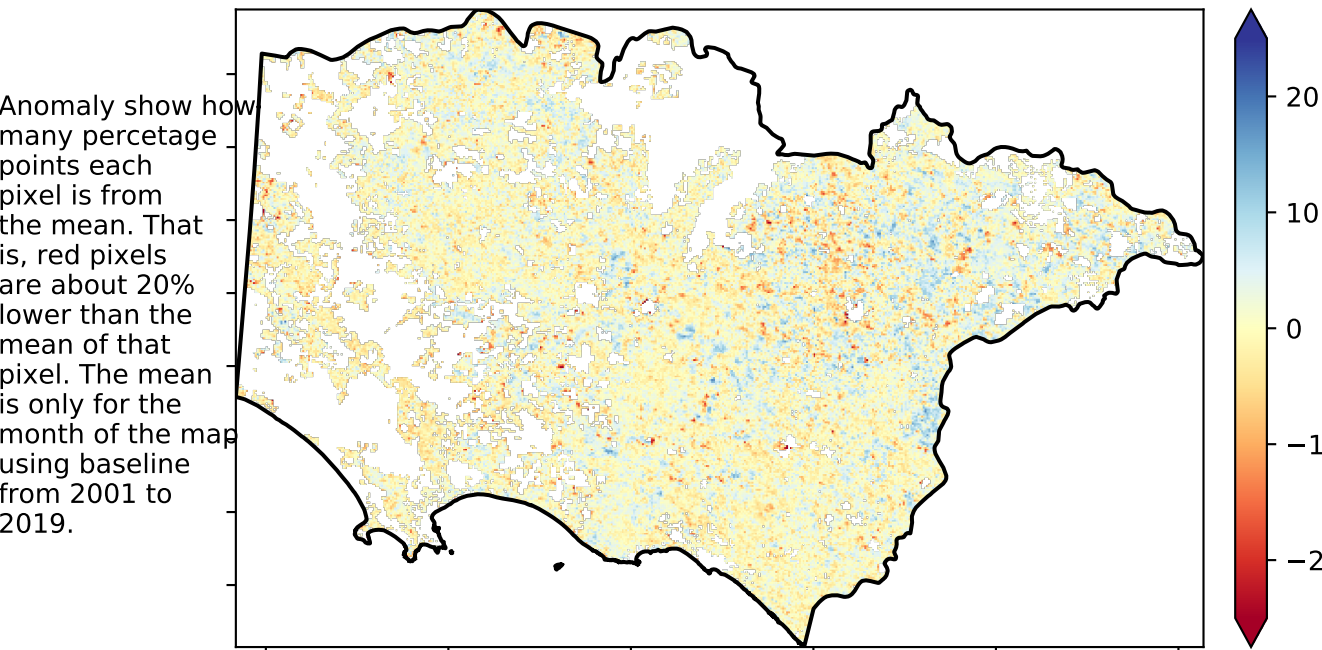 Anomaly show how
many percetage
points each
pixel is from
the mean. That
is, red pixels
are about 20%
lower than the
mean of that
pixel. The mean
is only for the
month of the map
using baseline
from 2001 to
2019.
20
10
0
−1
−2